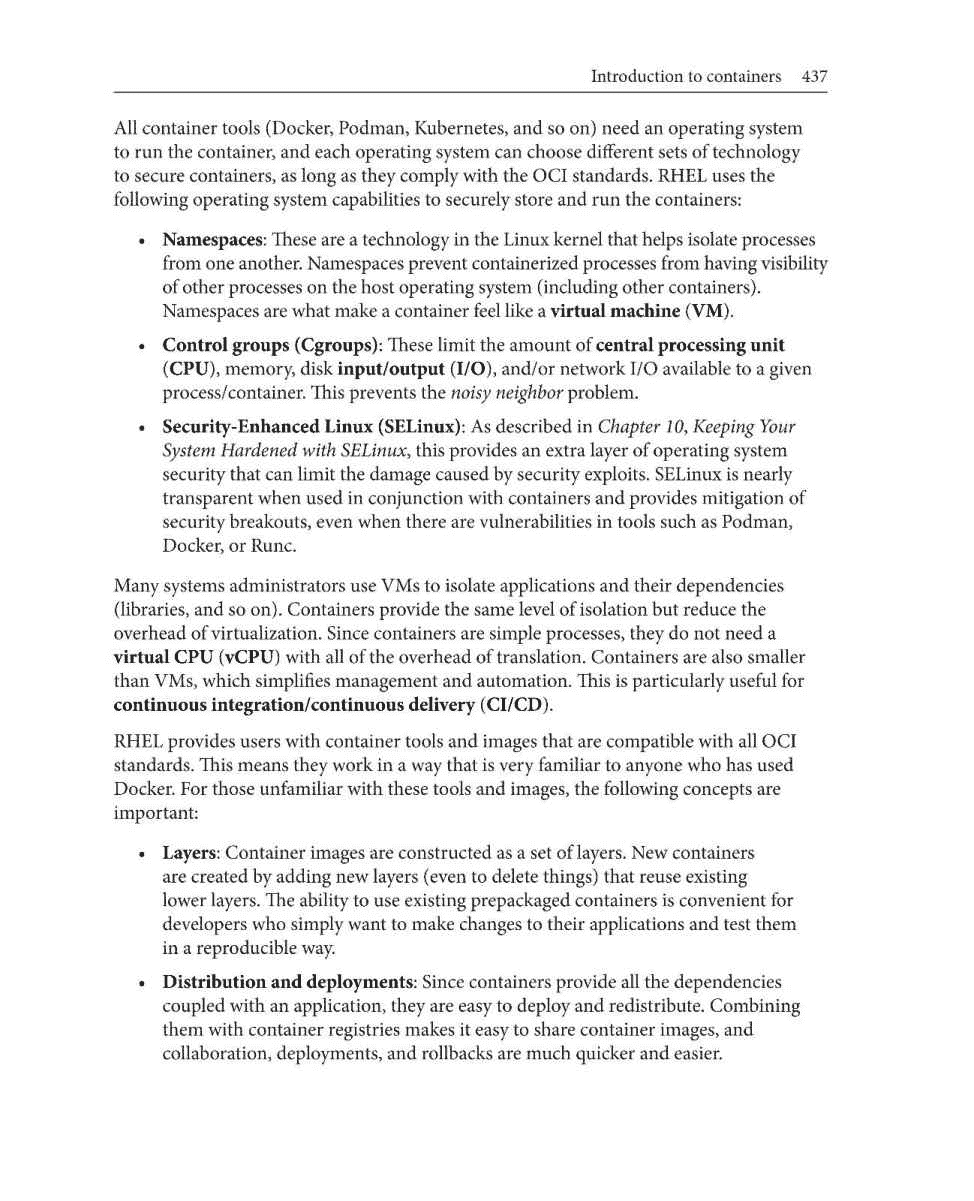 Introduction to containers 437
All container tools (Docker, Podman, Kubernetes, and so on) need an operating system
to run the container, and each operating system can choose different sets of technology
to secure containers, as long as they comply with the OCI standards. RHEL uses the
following operating system capabilities to securely store and run the containers:
• Namespaces: These are a technology in the Linux kernel that helps isolate processes
from one another. Namespaces prevent containerized processes from having visibility
of other processes on the host operating system (including other containers).
Namespaces are what make a container feel like a virtual machine (VM).
• Control groups (Cgroups): These limit the amount of central processing unit
(CPU), memory, disk input/output (I/O), and/or network I/O available to a given
process/container. This prevents the noisy neighbor problem.
• Security-Enhanced Linux (SELinux): As described in Chapter 10, Keeping Your
System Hardened with SELinux, this provides an extra layer of operating system
security that can limit the damage caused by security exploits. SELinux is nearly
transparent when used in conjunction with containers and provides mitigation of
security breakouts, even when there are vulnerabilities in tools such as Podman,
Docker, or Runc.
Many systems administrators use VMs to isolate applications and their dependencies
(libraries, and so on). Containers provide the same level of isolation but reduce the
overhead of virtualization. Since containers are simple processes, they do not need a
virtual CPU (vCPU) with all of the overhead of translation. Containers are also smaller
than VMs, which simplifies management and automation. This is particularly useful for
continuous integration/continuous delivery (CI/CD).
RHEL provides users with container tools and images that are compatible with all OCI
standards. This means they work in a way that is very familiar to anyone who has used
Docker. For those unfamiliar with these tools and images, the following concepts are
important:
• Layers: Container images are constructed as a set of layers. New containers
are created by adding new layers (even to delete things) that reuse existing
lower layers. The ability to use existing prepackaged containers is convenient for
developers who simply want to make changes to their applications and test them
in a reproducible way.
• Distribution and deployments: Since containers provide all the dependencies
coupled with an application, they are easy to deploy and redistribute. Combining
them with container registries makes it easy to share container images, and
collaboration, deployments, and rollbacks are much quicker and easier.